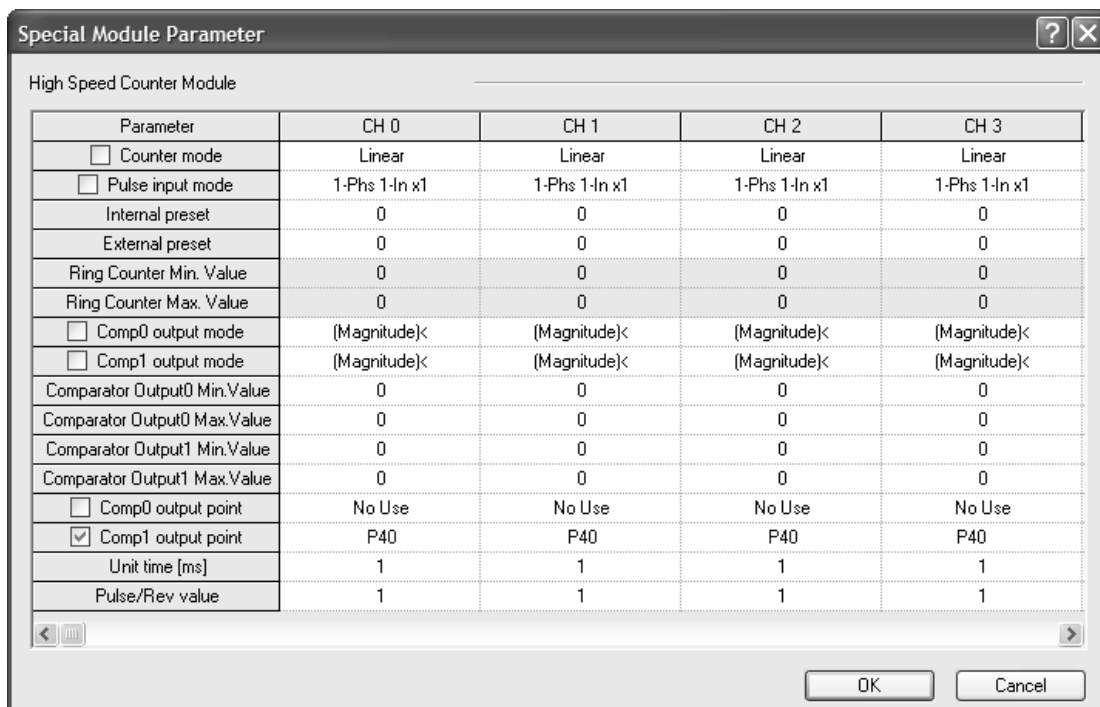 Special Module Parameter
High Speed Counter Module
Parameter CH 0 CH 1 CH 2 CH 3
Counter mode Linear Linear Linear Linear
Pulse input mode 1-Phs 1-In x1 1-Phs 1-In x1 1-Phs 1-In x1 1-Phs 1-In x1
Internal preset 0 0 0 0
External preset 0 0 0 0
Ring Counter Min. Value 0 0 0 0
Ring Counter Max. Value 0 0 0 0
Comp0 output mode (Magnitude)< (Magnitude)< (Magnitude)< (Magnitude)<
Comp1 output mode (Magnitude)< (Magnitude)< (Magnitude)< (Magnitude)<
Comparator Output0 Min.Value 0 0 0 0
Comparator Output0 Max.Value 0 0 0 0
Comparator Output1 Min.Value 0 0 0 0
Comparator Output1 Max.Value 0 0 0 0
Comp0 output point No Use No Use No Use No Use
Comp1 output point P40 P40 P40 P40
Unit time [ms] 1 1 1 1
Pulse/Rev value 1 1 1 1
OK Cancel